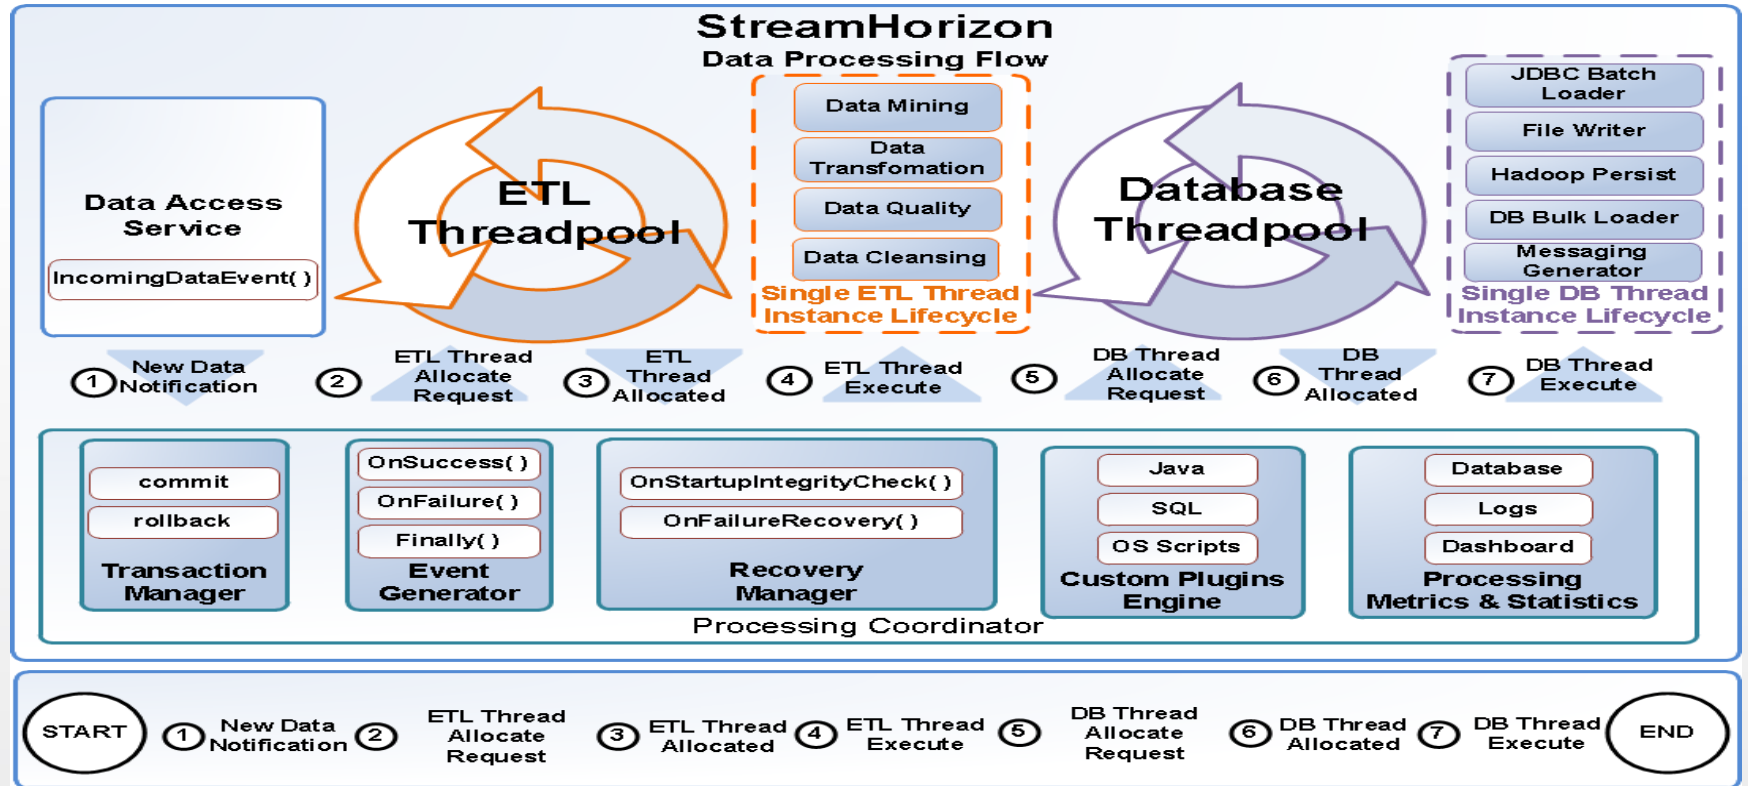 StreamHorizon
Data Processing Flow
Data Access
Service
IncomingDataEvent( )
ETL
Threadpool
Data Mining
Data
Transfomation
Data Quality
Data Cleansing
Single ETL Thread
Instance Lifecycle
Database
Threadpool
JDBC Batch
Loader
File Writer
Hadoop Persist
DB Bulk Loader
Messaging
Generator
Single DB Thread
Instance Lifecycle
1
New Data
Notification
2
ETL Thread
Allocate
Request
3
ETL
Thread
Allocated
4
ETL Thread
Execute
5
DB Thread
Allocate
Request
6
DB
Thread
Allocated
7
DB Thread
Execute
commit
rollback
Transaction
Manager
OnSuccess( )
OnFailure( )
Finally( )
Event
Generator
OnStartupIntegrityCheck( )
OnFailureRecovery( )
Recovery
Manager
Java
SQL
OS Scripts
Custom Plugins
Engine
Database
Logs
Dashboard
Processing
Metrics & Statistics
Processing Coordinator
START
1
New Data
Notification
2
ETL Thread
Allocate
Request
3
ETL Thread
Allocated
4
ETL Thread
Execute
5
DB Thread
Allocate
Request
6
DB Thread
Allocated
7
DB Thread
Execute
END